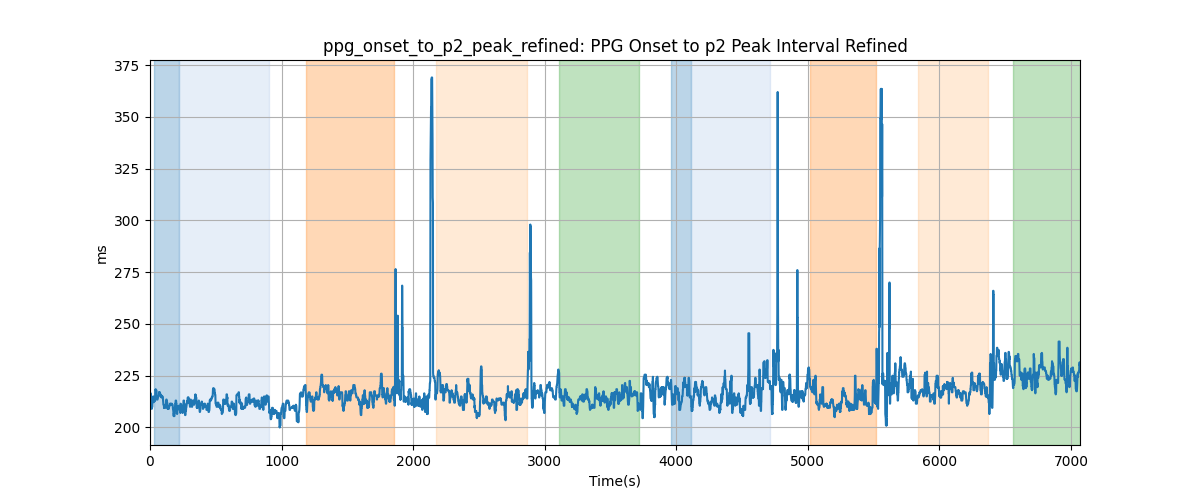 ppg_onset_to_p2_peak_refined: PPG Onset to p2 Peak Interval Refined
375
350
325
300
275
250
225
200
ms
0 1000 2000 3000 4000 5000 6000 7000
Time(s)